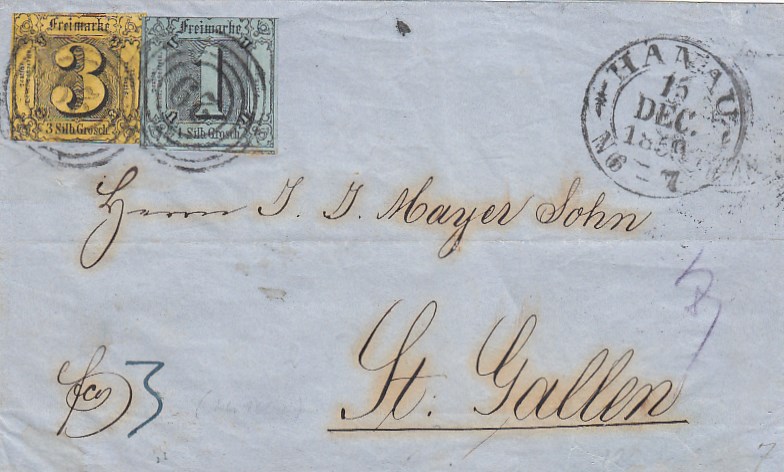 Freimarke
3
3 Silb Grosch
Freimarke
1
1 Silb Grosch
HANAU
15
DEC.
N 6 - 7
Herrn J. J. Mayer Sohn
St. Gallen
fco 3